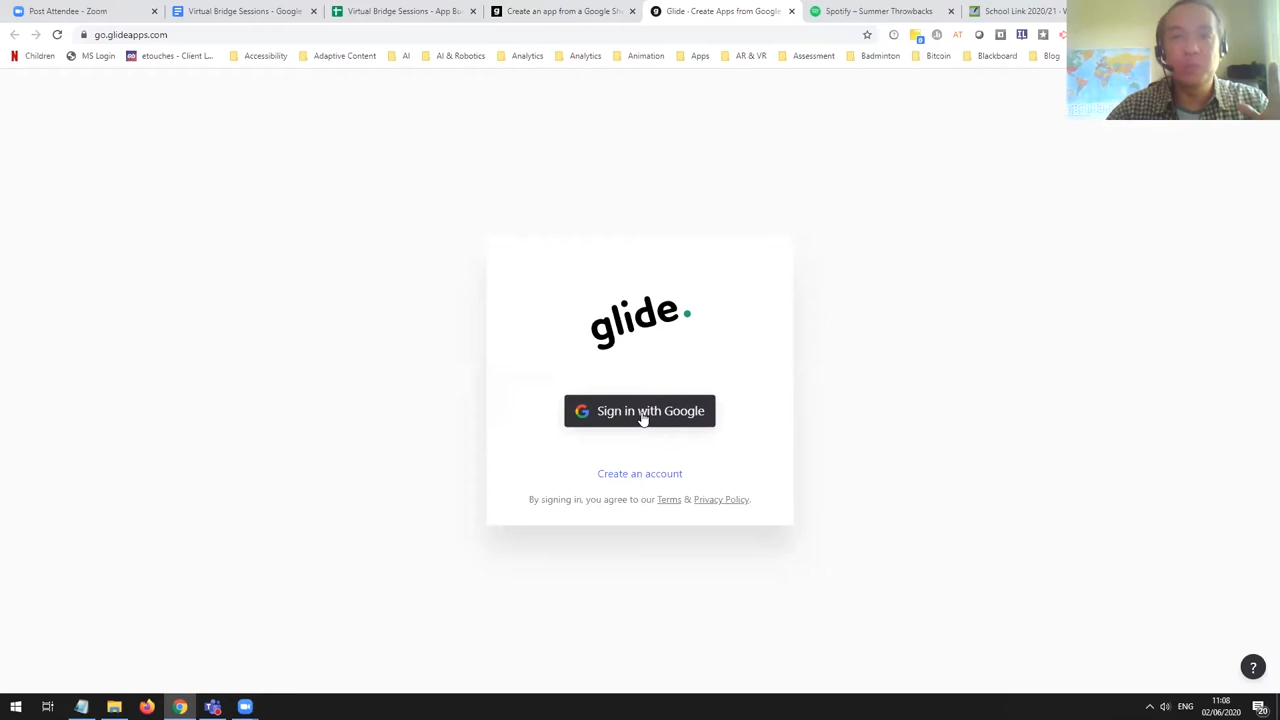 Post Attendee - Zoom
Virtual Bridge Sessions - Google
Virtual Bridge Sessions - App Bu
Create an app from a Google She
Glide · Create Apps from Google
Spotify – Summer Throwbacks
School Link 2020/21 - 
go.glideapps.com
Children
MS Login
etouches - Client L...
Accessibility
Adaptive Content
AI
AI & Robotics
Analytics
Analytics
Animation
Apps
AR & VR
Assessment
Badminton
Bitcoin
Blackboard
Blog
glide.
Sign in with Google
Create an account
By signing in, you agree to our Terms & Privacy Policy.
?
ENG
11:08
02/06/2020
20